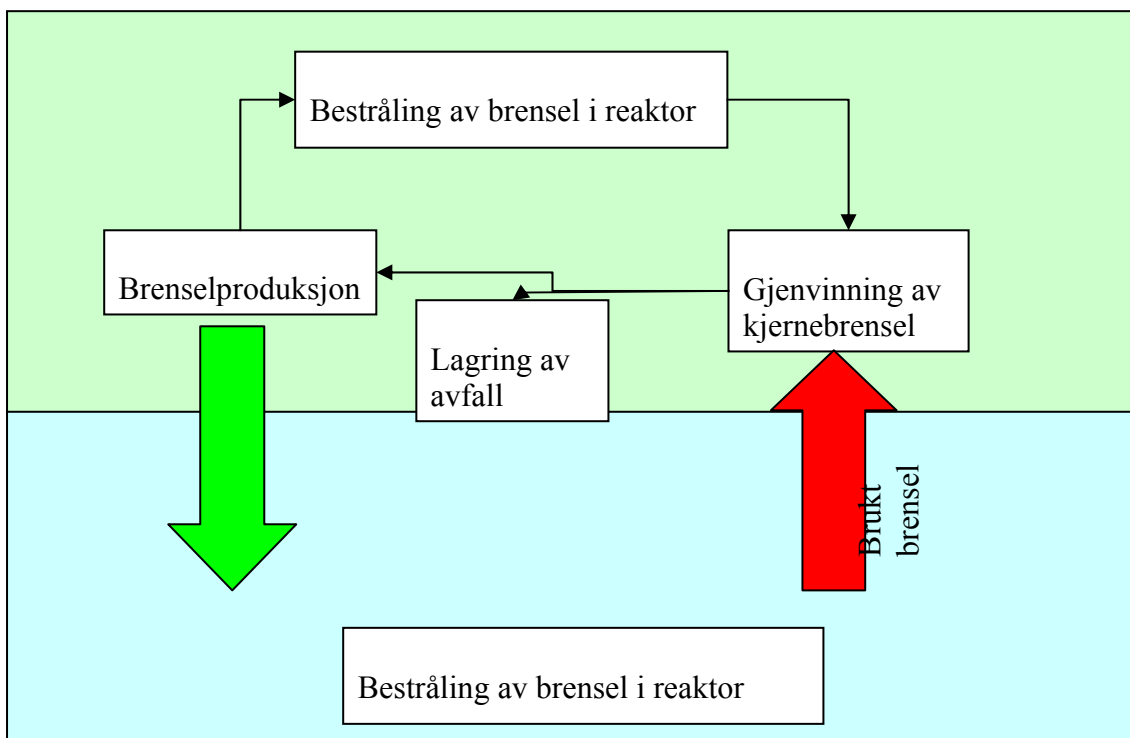 Bestråling av brensel i reaktor
Brenselproduksjon
Gjenvinning av
kjernebrensel
Lagring av
avfall
Brukt
brensel
Bestråling av brensel i reaktor